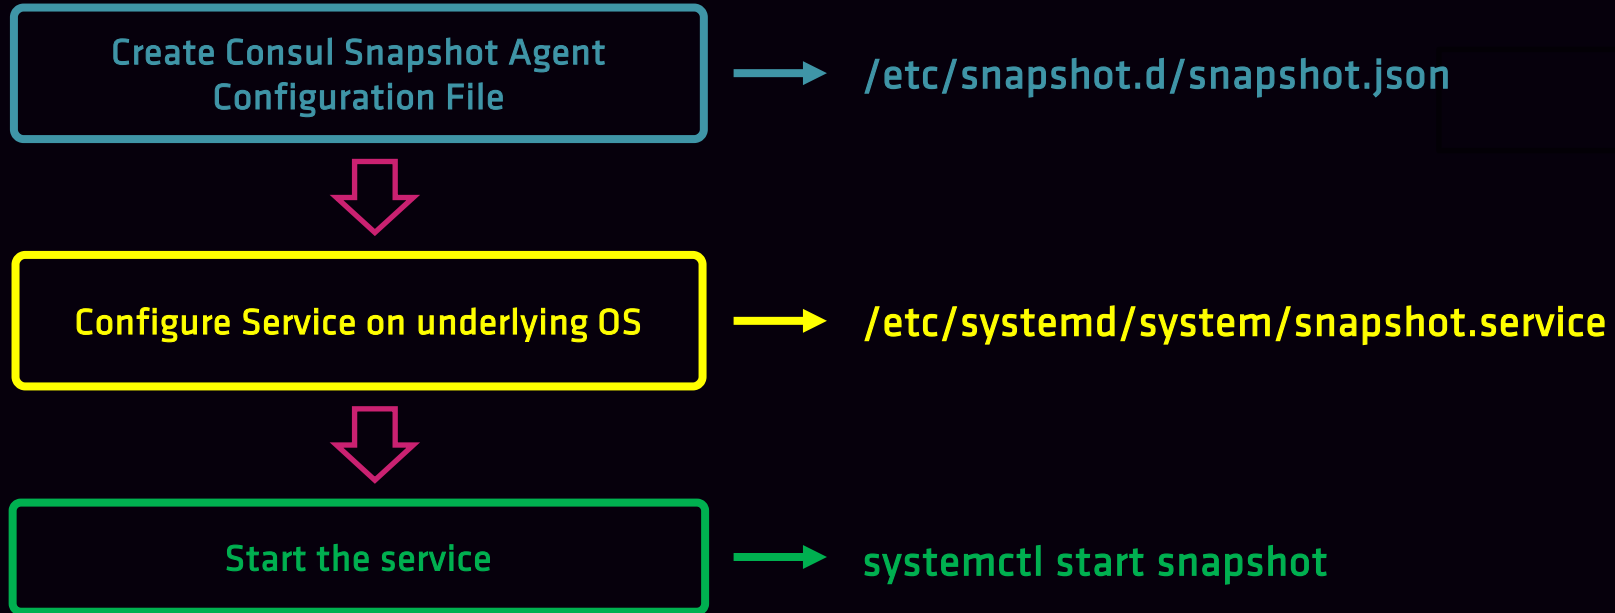 Create Consul Snapshot Agent
Configuration File
/etc/snapshot.d/snapshot.json
Configure Service on underlying OS
/etc/systemd/system/snapshot.service
Start the service
systemctl start snapshot